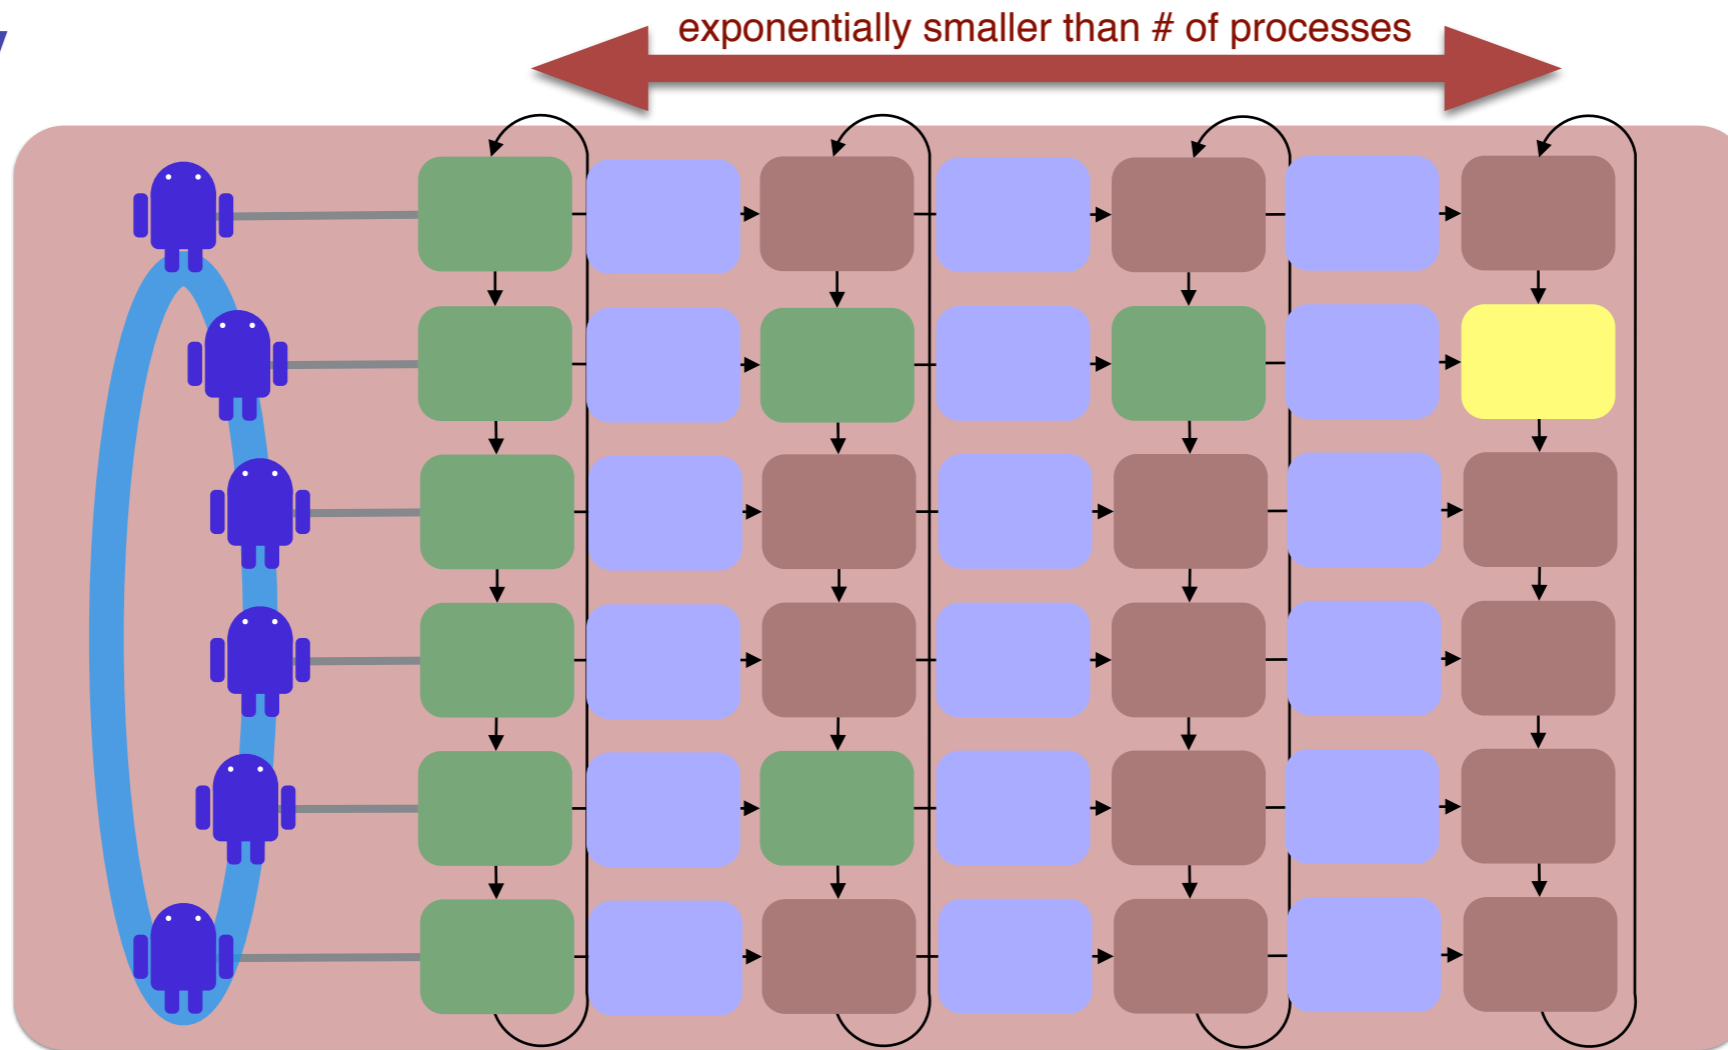 exponentially smaller than # of processes